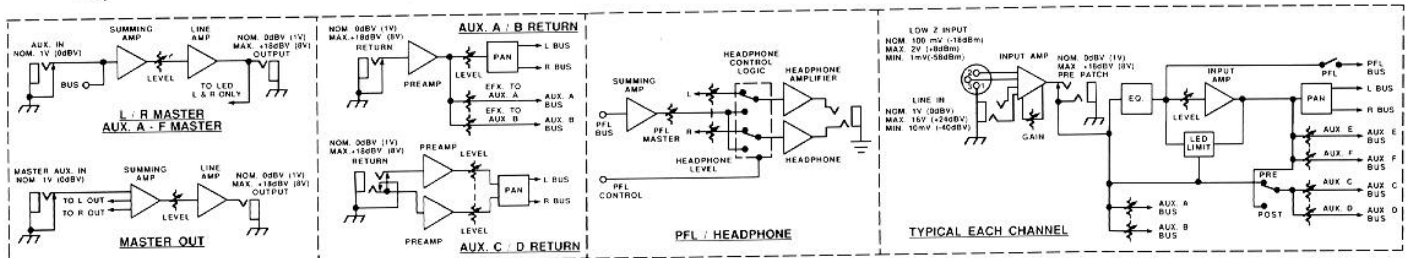 AUX. IN
NOM. 1V (0dBV)
SUMMING
AMP
LINE
AMP
NOM. 0dBV (1V)
MAX. +18dBV (8V)
OUTPUT
BUS
LEVEL
TO LED
L & R ONLY
L / R MASTER
AUX. A - F MASTER
MASTER AUX. IN
NOM 1V (0dBV)
SUMMING
AMP
LINE
AMP
NOM. 0dBV (1V)
MAX. +18dBV (8V)
OUTPUT
TO L OUT
TO R OUT
LEVEL
MASTER OUT
AUX. A / B RETURN
NOM. 0dBV (1V)
MAX. +18dBV (8V)
RETURN
PREAMP
LEVEL
PAN
L BUS
R BUS
EFX. TO
AUX. A
AUX. A
BUS
EFX. TO
AUX B
AUX. B
BUS
NOM. 0dBV (1V)
MAX. +18dBV (8V)
RETURN
PREAMP
LEVEL
PAN
L BUS
R BUS
PREAMP
LEVEL
AUX. C / D RETURN
HEADPHONE
CONTROL
LOGIC
HEADPHONE
AMPLIFIER
SUMMING
AMP
L
PFL
BUS
PFL
MASTER
R
HEADPHONE
LEVEL
HEADPHONE
PFL
CONTROL
PFL / HEADPHONE
LOW Z INPUT
NOM. 100 mV (-18dBm)
MAX. 2V (+8dBm)
MIN. 1mV(-58dBm)
INPUT AMP
NOM. 0dBV (1V)
MAX +18dBV (8V)
PRE PATCH
2
3
1
LINE IN
NOM 1V (0dBV)
MAX. 15V (+24dBV)
MIN. 10mV (-40dBV)
GAIN
EQ.
LEVEL
INPUT
AMP
LED
LIMIT
PFL
PFL
BUS
PAN
L BUS
R BUS
AUX E
AUX E
BUS
AUX. F
AUX F
BUS
PRE
POST
AUX. C
AUX C
BUS
AUX. D
AUX D
BUS
AUX. A
BUS
AUX. B
BUS
TYPICAL EACH CHANNEL